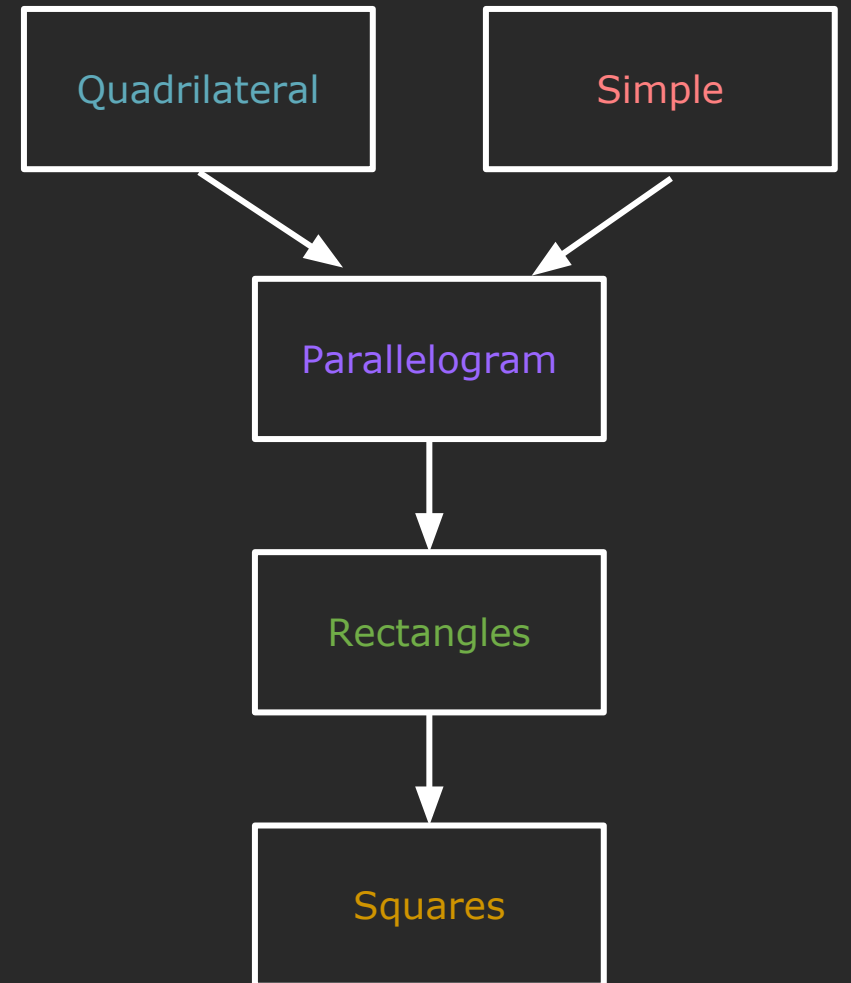 Quadrilateral
Simple
Parallelogram
Rectangles
Squares